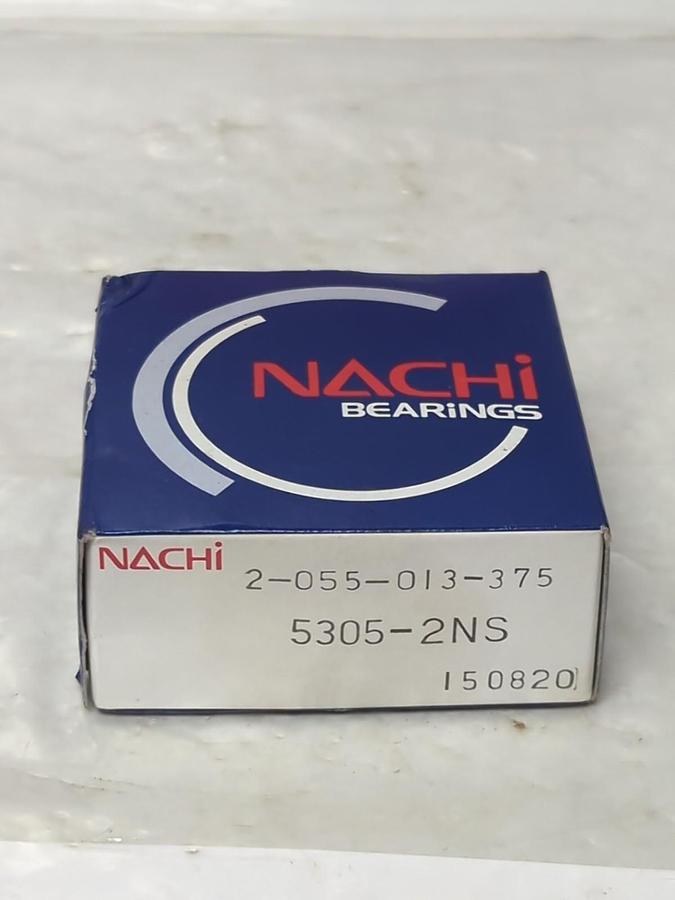 NACHi
BEARiNGS
NACHi
2-055-013-375
5305-2NS
150820